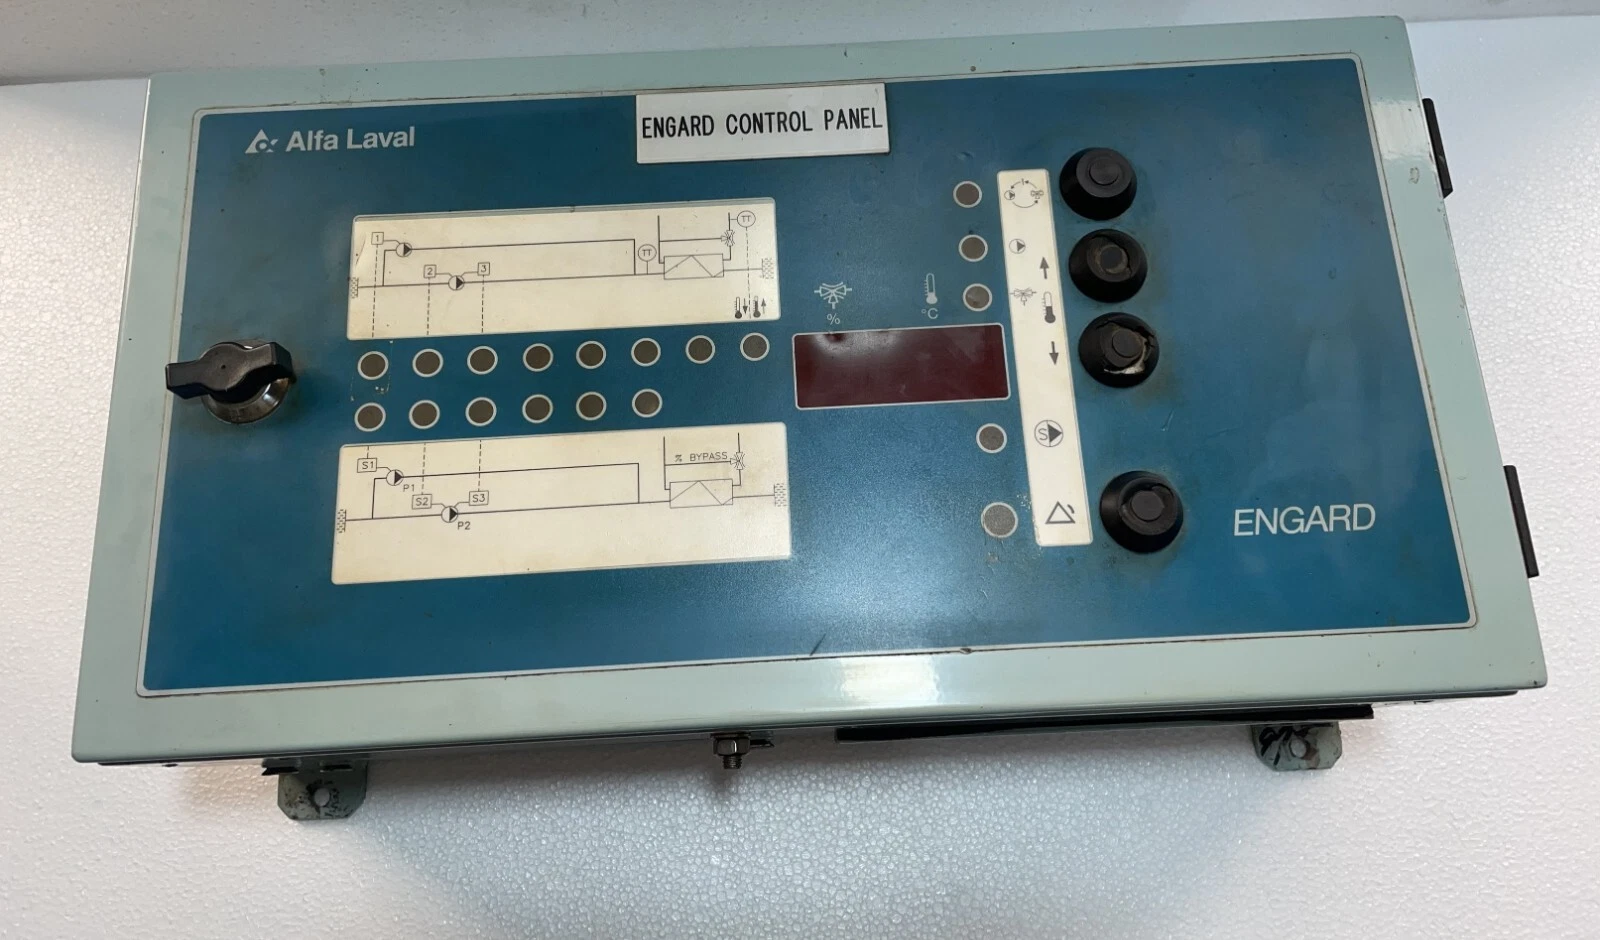 Alfa Laval
ENGARD CONTROL PANEL
1
2
3
TT
TT
%
°C
S
S1
P1
S2
S3
P2
% BYPASS
ENGARD